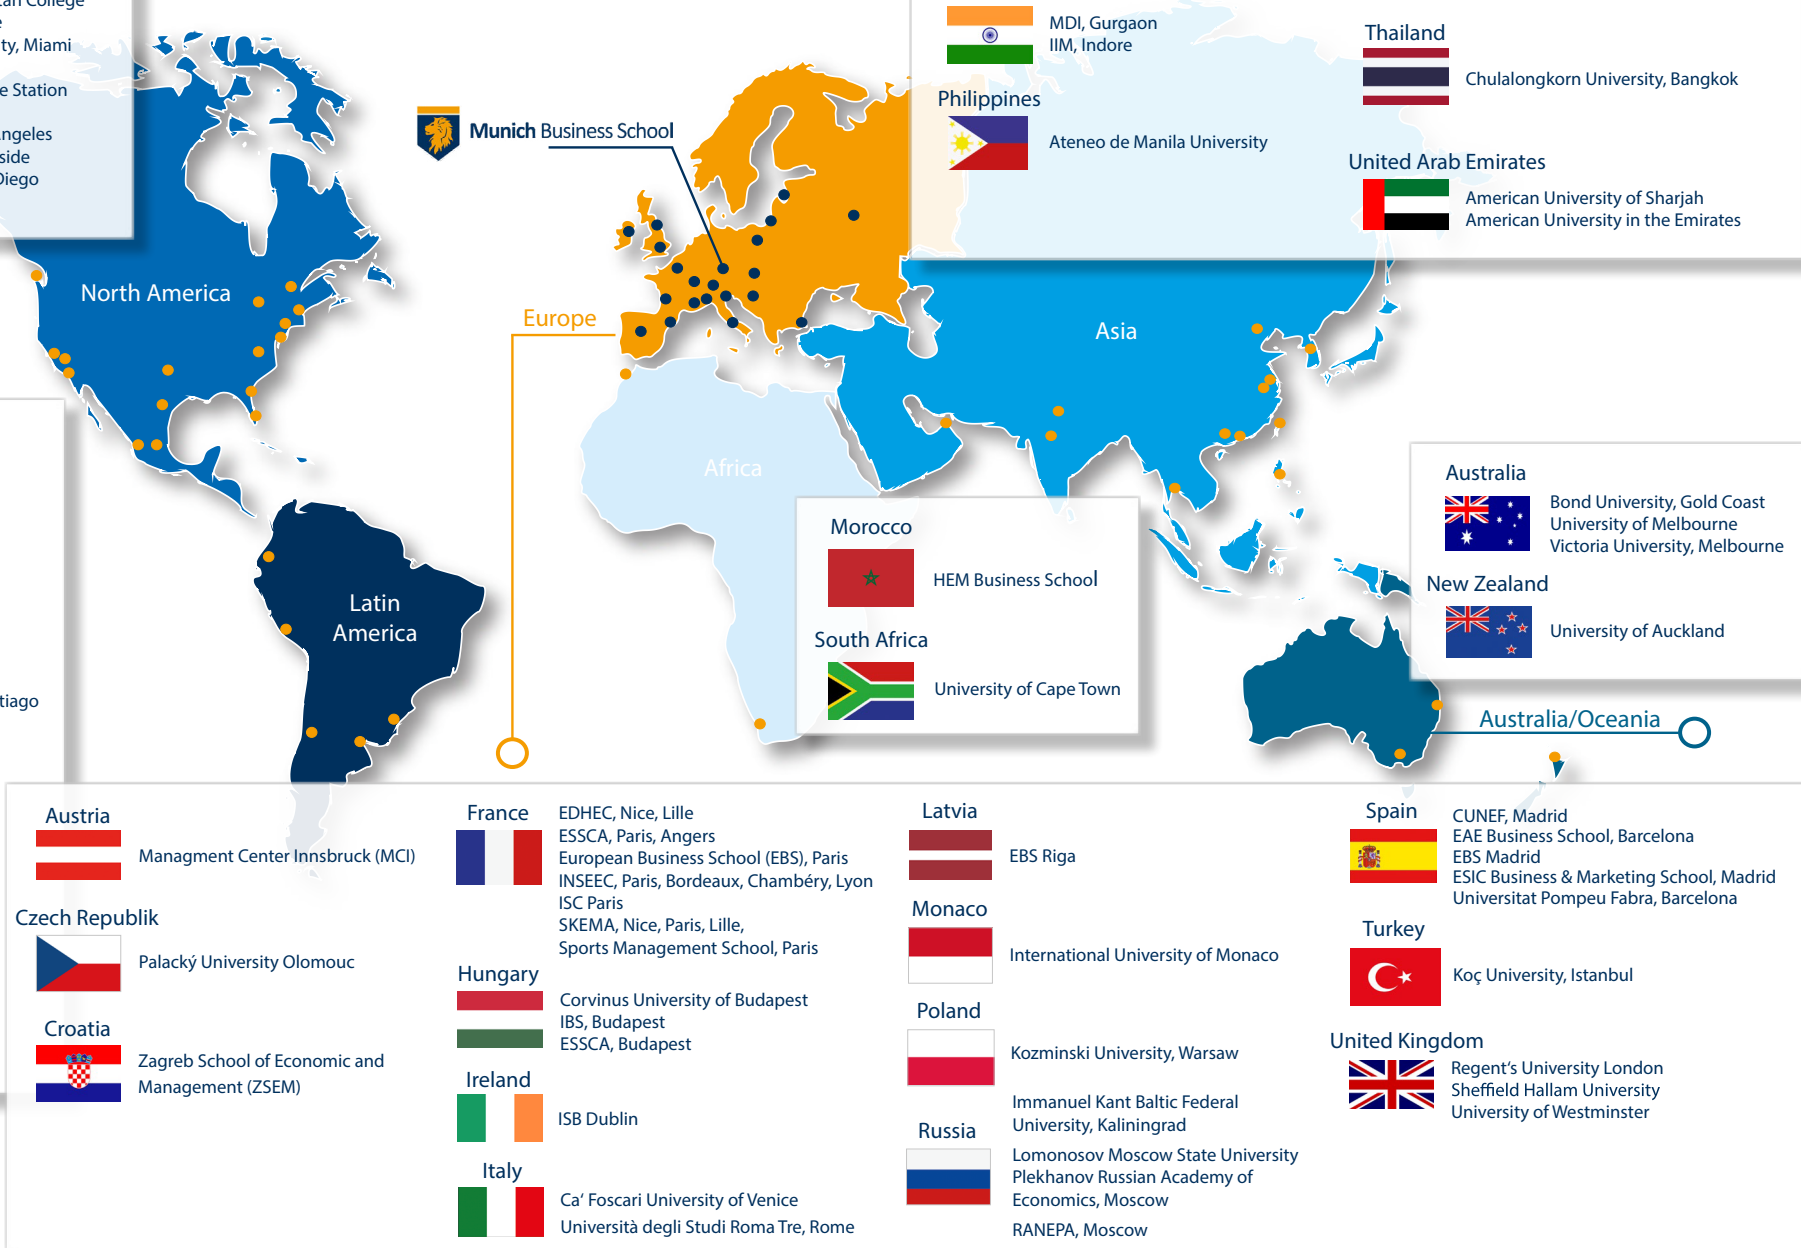 ty, Miami
e Station
side
MDI, Gurgaon
IIM, Indore
Philippines
Ateneo de Manila University
Thailand
Chulalongkorn University, Bangkok
United Arab Emirates
American University of Sharjah
American University in the Emirates
Munich Business School
North America
Europe
Asia
Africa
Latin
America
Morocco
HEM Business School
South Africa
University of Cape Town
Australia
Bond University, Gold Coast
University of Melbourne
Victoria University, Melbourne
New Zealand
University of Auckland
Australia/Oceania
tiago
Austria
Managment Center Innsbruck (MCI)
Czech Republik
Palacký University Olomouc
Croatia
Zagreb School of Economic and
Management (ZSEM)
France
EDHEC, Nice, Lille
ESSCA, Paris, Angers
European Business School (EBS), Paris
INSEEC, Paris, Bordeaux, Chambéry, Lyon
ISC Paris
SKEMA, Nice, Paris, Lille,
Sports Management School, Paris
Hungary
Corvinus University of Budapest
IBS, Budapest
ESSCA, Budapest
Ireland
ISB Dublin
Italy
Ca‘ Foscari University of Venice
Università degli Studi Roma Tre, Rome
Latvia
EBS Riga
Monaco
International University of Monaco
Poland
Kozminski University, Warsaw
Immanuel Kant Baltic Federal
University, Kaliningrad
Russia
Lomonosov Moscow State University
Plekhanov Russian Academy of
Economics, Moscow
RANEPA, Moscow
Spain
CUNEF, Madrid
EAE Business School, Barcelona
EBS Madrid
ESIC Business & Marketing School, Madrid
Universitat Pompeu Fabra, Barcelona
Turkey
Koç University, Istanbul
United Kingdom
Regent‘s University London
Sheffield Hallam University
University of Westminster